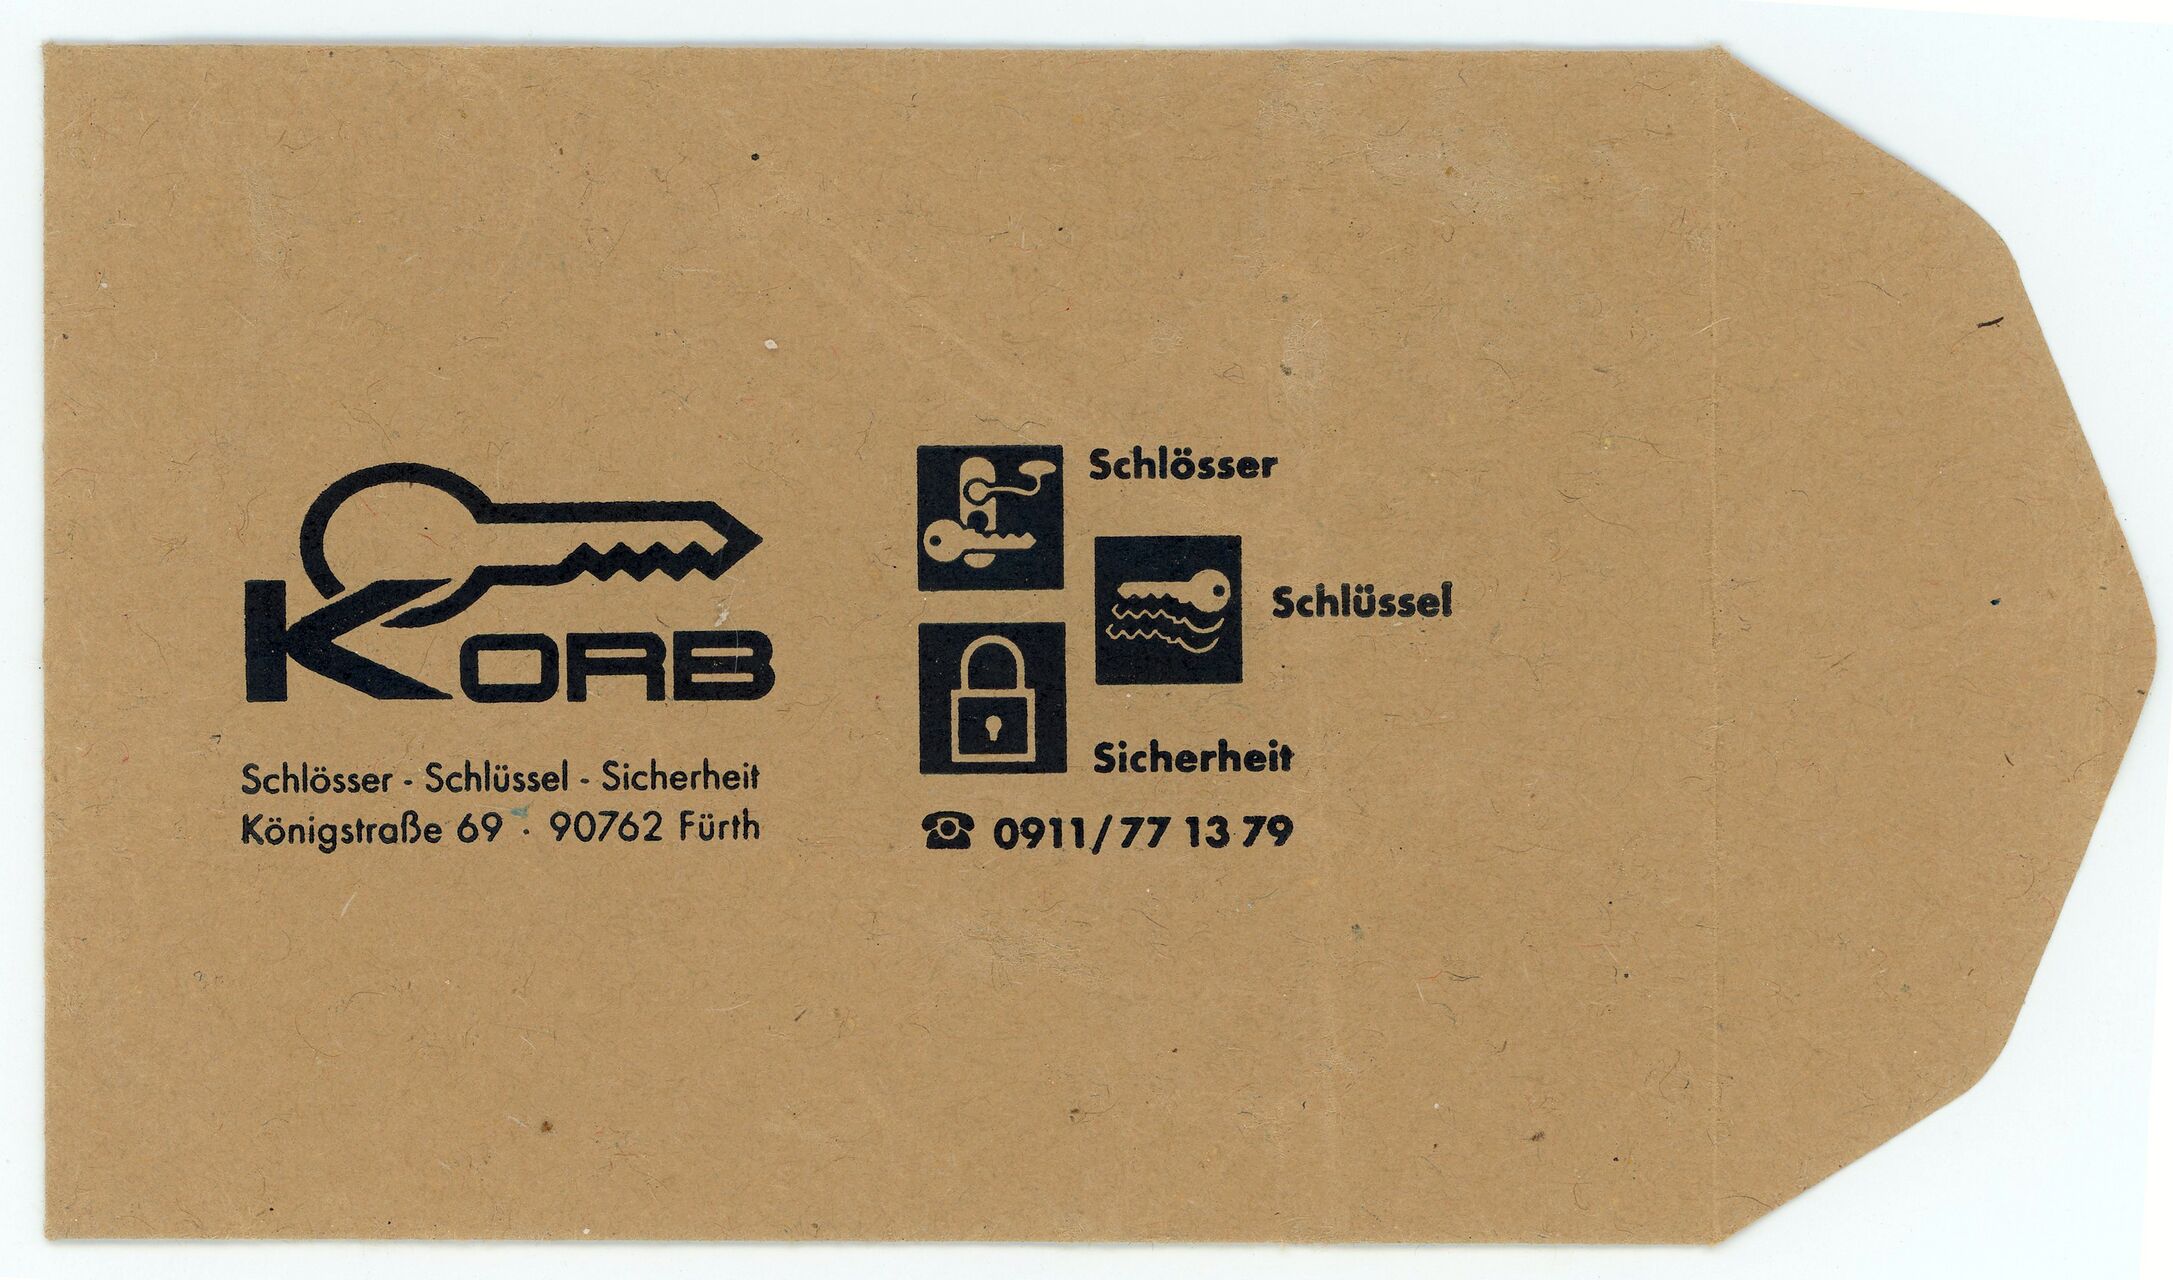 KORB
Schlösser - Schlüssel - Sicherheit
Königstraße 69 · 90762 Fürth
Schlösser
Schlüssel
Sicherheit
☎ 0911/77 13 79